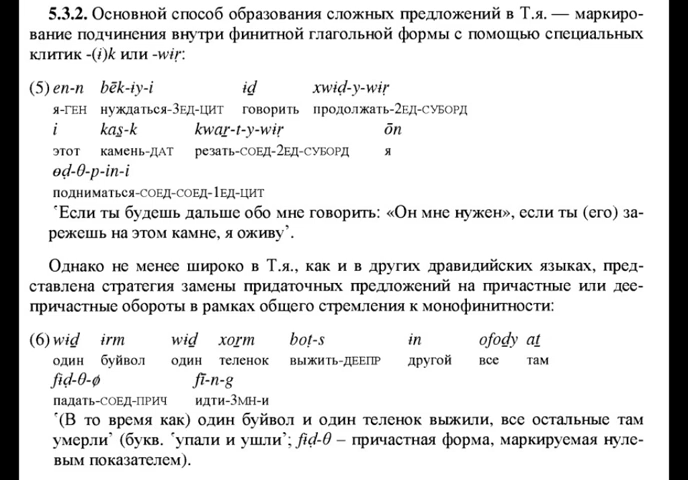 5.3.2. Основной способ образования сложных предложений в Т.я. — маркиро-
вание подчинения внутри финитной глагольной формы с помощью специальных
клитик -(i)k или -wiṛ:
(5) en-n bēk-iy-i iḏ xwiḏ-y-wiṛ
я-ГЕН нуждаться-3ЕД-ЦИТ говорить продолжать-2ЕД-СУБОРД
i kaṣ-k kwaṟ-t-y-wiṛ ōn
этот камень-ДАТ резать-СОЕД-2ЕД-СУБОРД я
ɵḏ-θ-p-in-i
подниматься-СОЕД-СОЕД-1ЕД-ЦИТ
‛Если ты будешь дальше обо мне говорить: «Он мне нужен», если ты (его) за-
режешь на этом камне, я оживу’.
Однако не менее широко в Т.я., как и в других дравидийских языках, пред-
ставлена стратегия замены придаточных предложений на причастные или дее-
причастные обороты в рамках общего стремления к монофинитности:
(6) wiḏ irm wiḏ xoṟm boṭ-s in ofoḏy aṯ
один буйвол один теленок выжить-ДЕЕПР другой все там
fiḏ-θ-ø fī-n-g
падать-СОЕД-ПРИЧ идти-3МН-и
‛(В то время как) один буйвол и один теленок выжили, все остальные там
умерли’ (букв. ‛упали и ушли’; fiḏ-θ – причастная форма, маркируемая нуле-
вым показателем).